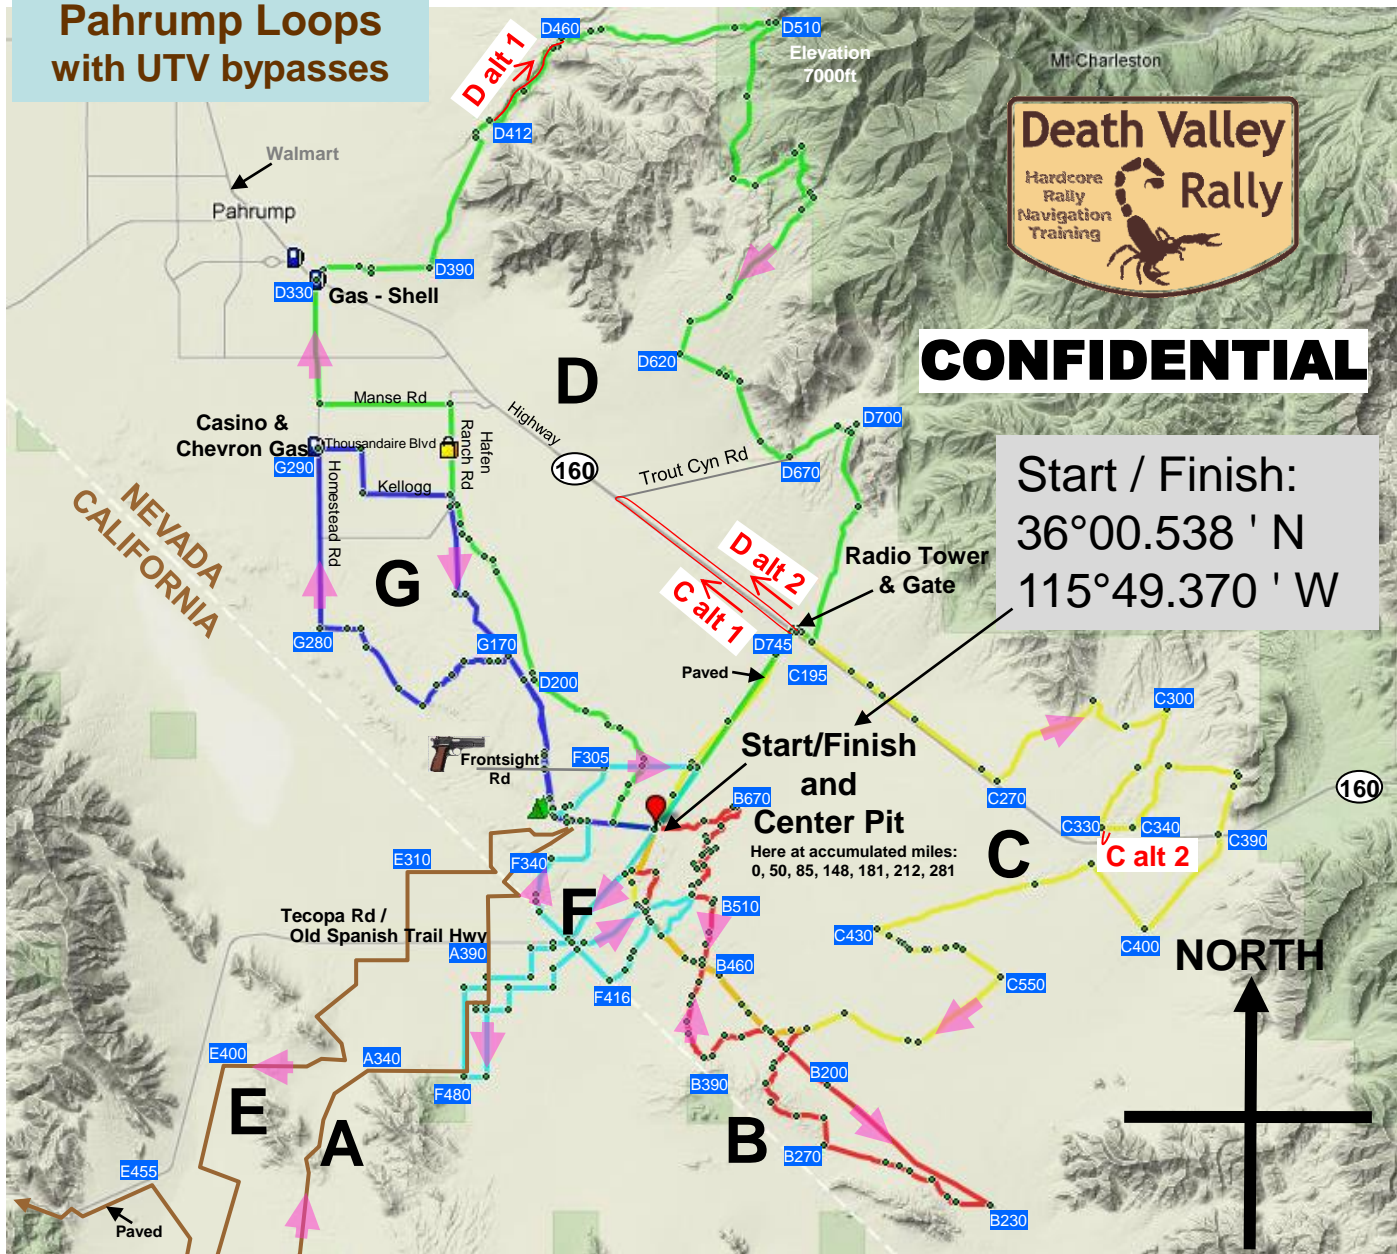 Pahrump Loops
with UTV bypasses
D460
D510
Elevation
7000ft
Mt Charleston
D alt 1
D412
Death Valley
Rally
Hardcore
Rally
Navigation
Training
Walmart
Pahrump
D390
D330
Gas - Shell
CONFIDENTIAL
D620
D
Manse Rd
Highway
160
Casino &
Chevron Gas
Thousandaire Blvd
Hafen
Ranch Rd
G290
Homestead Rd
Kellogg
D700
Trout Cyn Rd
D670
Start / Finish:
36°00.538 ' N
115°49.370 ' W
NEVADA
CALIFORNIA
G
D alt 2
C alt 1
Radio Tower
& Gate
G280
G170
D745
C195
Paved
D200
C300
Frontsight
Rd
F305
Start/Finish
and
Center Pit
Here at accumulated miles:
0, 50, 85, 148, 181, 212, 281
B670
C270
160
C330
C340
C390
C
C alt 2
E310
F340
F
B510
Tecopa Rd /
Old Spanish Trail Hwy
A390
C430
C400
NORTH
B460
F416
C550
E400
A340
F480
B390
B200
E
A
B
B270
E455
Paved
B230